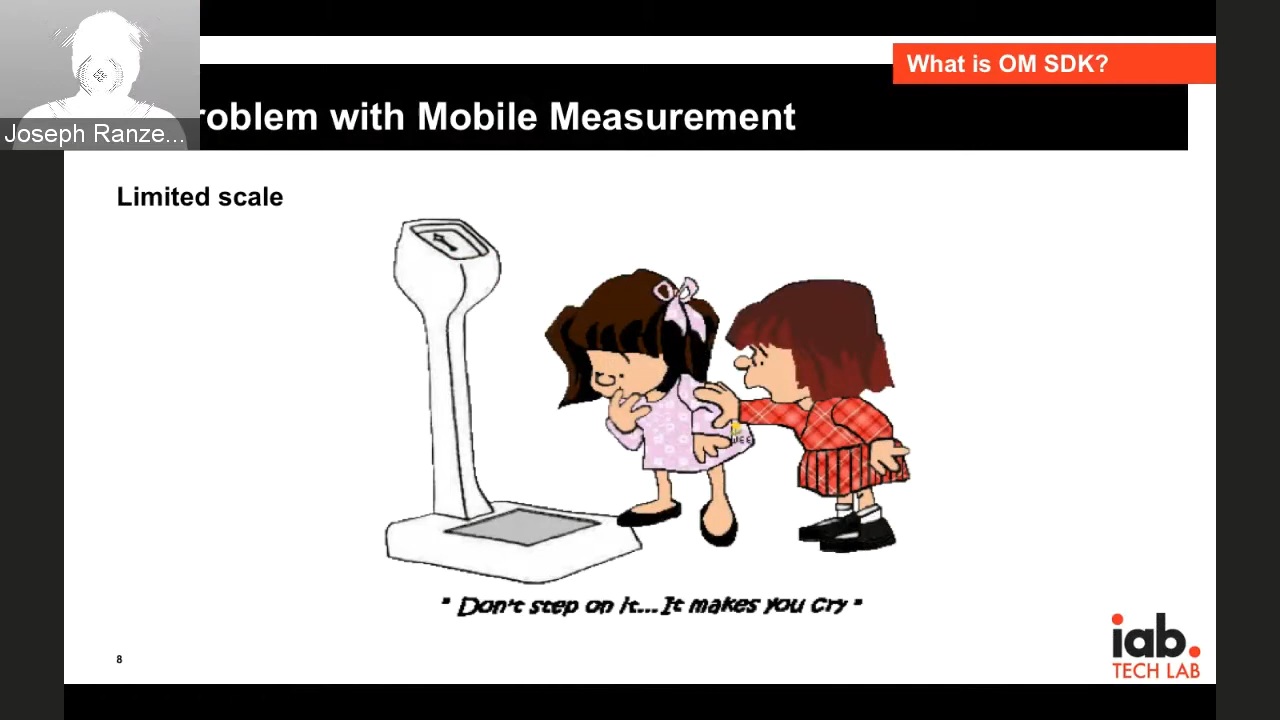 What is OM SDK?
roblem with Mobile Measurement
Joseph Ranze...
Limited scale
" Don't step on it...It makes you cry "
8
iab.
TECH LAB